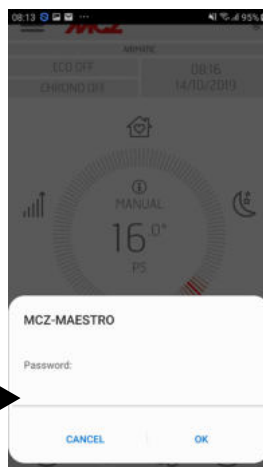 08:13 95%
MCZ
AIRMATIC
ECO OFF
CHRONO OFF
08:16
14/10/2019
MANUAL
16.0°
P5
MCZ-MAESTRO
Password:
CANCEL
OK